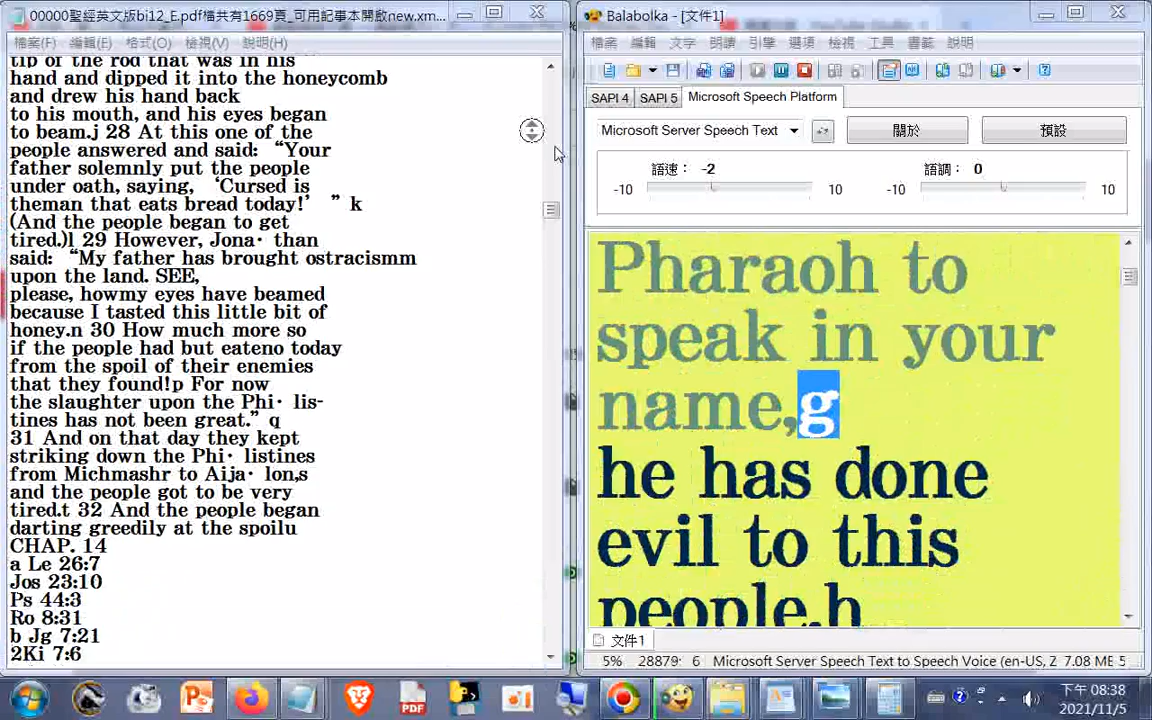 00000聖經英文版bi12_E.pdf檔共有1669頁_可用記事本開啟new.xm...
檔案(F) 編輯(E) 格式(O) 檢視(V) 說明(H)
tip of the rod that was in his
hand and dipped it into the honeycomb
and drew his hand back
to his mouth, and his eyes began
to beam.j 28 At this one of the
people answered and said: “Your
father solemnly put the people
under oath, saying, ‘Cursed is
theman that eats bread today!’ ”k
(And the people began to get
tired.)l 29 However, Jona·than
said: “My father has brought ostracismm
upon the land. SEE,
please, howmy eyes have beamed
because I tasted this little bit of
honey.n 30 How much more so
if the people had but eateno today
from the spoil of their enemies
that they found!p For now
the slaughter upon the Phi·lis-
tines has not been great.”q
31 And on that day they kept
striking down the Phi·listines
from Michmashr to Aija·lon,s
and the people got to be very
tired.t 32 And the people began
darting greedily at the spoilu
CHAP. 14
a Le 26:7
Jos 23:10
Ps 44:3
Ro 8:31
b Jg 7:21
2Ki 7:6
Balabolka - [文件1]
檔案 編輯 文字 朗讀 引擎 選項 檢視 工具 書籤 說明
SAPI 4 SAPI 5 Microsoft Speech Platform
Microsoft Server Speech Text 關於 預設
語速： -2 語調： 0
-10 10 -10 10
Pharaoh to
speak in your
name,g
he has done
evil to this
people.h
文件1
5% 28879: 6 Microsoft Server Speech Text to Speech Voice (en-US, Z 7.08 ME 5
下午 08:38
2021/11/5